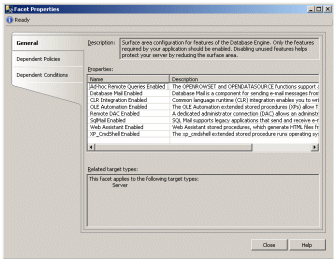 Facet Properties
Ready
General
Dependent Policies
Dependent Conditions
Description:
Surface area configuration for features of the Database Engine. Only the features
required by your application should be enabled. Disabling unused features helps
protect your server by reducing the surface area.
Properties:
Name Description
Ad-hoc Remote Queries Enabled The OPENROWSET and OPENDATASOURCE functions support
Database Mail Enabled Database Mail is a component for sending e-mail messages from
CLR Integration Enabled Common language runtime (CLR) integration enables you to wri
OLE Automation Enabled The OLE Automation extended stored procedures (XPs) allow T
Remote DAC Enabled A dedicated administrator connection (DAC) allows an administr
SqlMail Enabled SQL Mail supports legacy applications that send and receive e-
Web Assistant Enabled Web Assistant stored procedures, which generate HTML files fr
XP_CmdShell Enabled The xp_cmdshell extended stored procedure runs operating sy
Related target types:
This facet applies to the following target types:
Server
Close Help